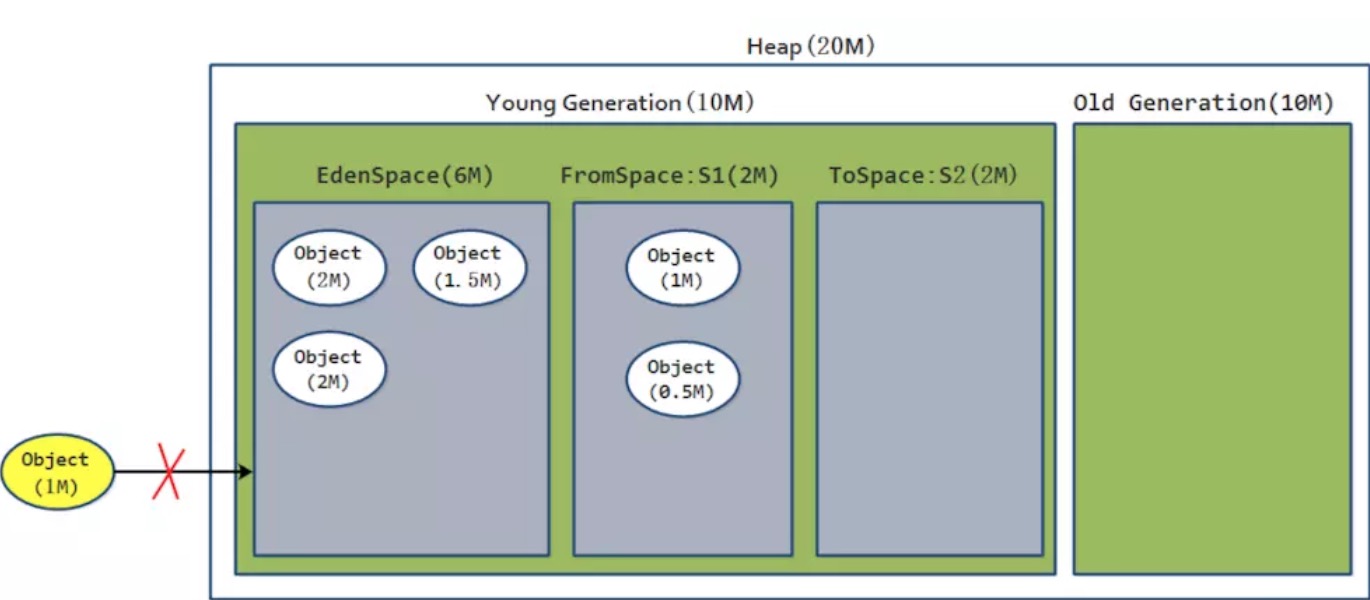 Heap(20M)
Young Generation(10M)
Old Generation(10M)
EdenSpace(6M)
FromSpace:S1(2M)
ToSpace:S2(2M)
Object
(2M)
Object
(1.5M)
Object
(1M)
Object
(2M)
Object
(0.5M)
Object
(1M)